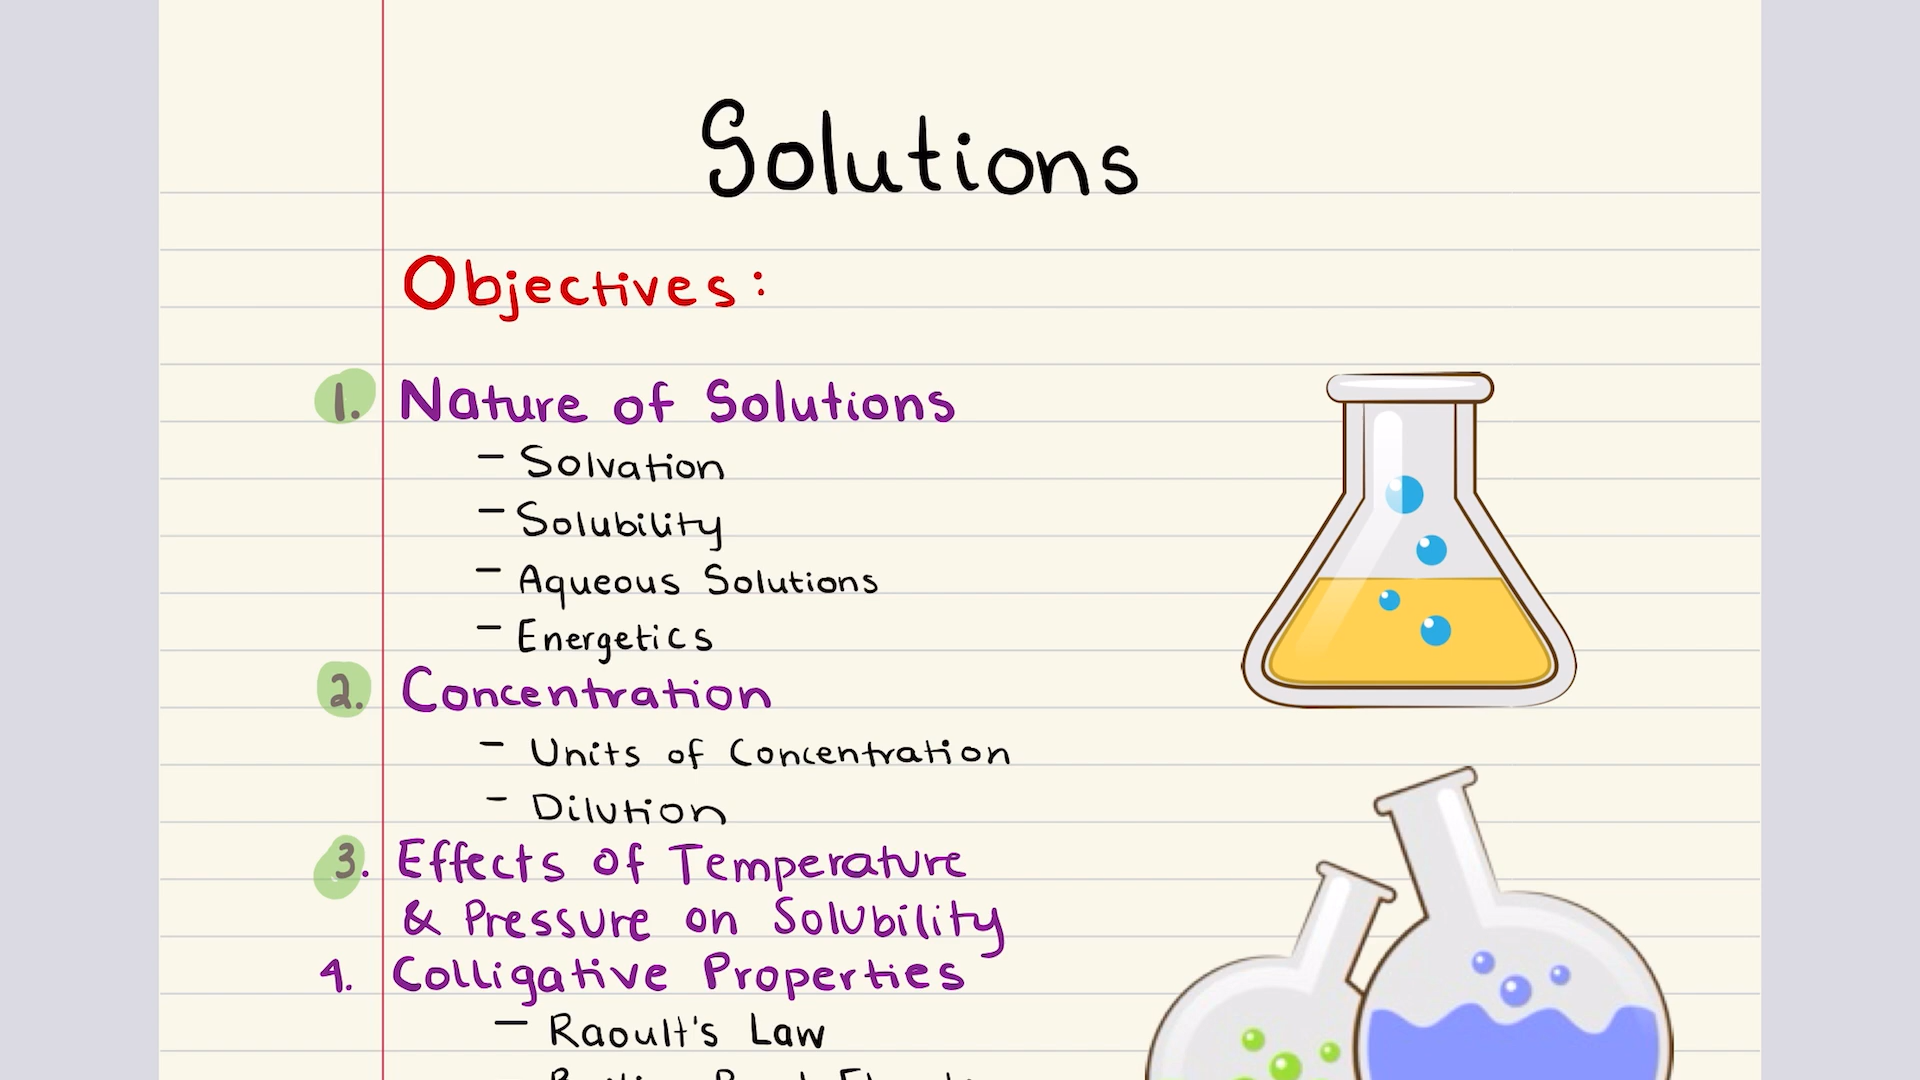 Solutions
Objectives:
1. Nature of Solutions
- Solvation
- Solubility
- Aqueous Solutions
- Energetics
2. Concentration
- Units of Concentration
- Dilution
3. Effects of Temperature
& Pressure on Solubility
4. Colligative Properties
- Raoult's Law